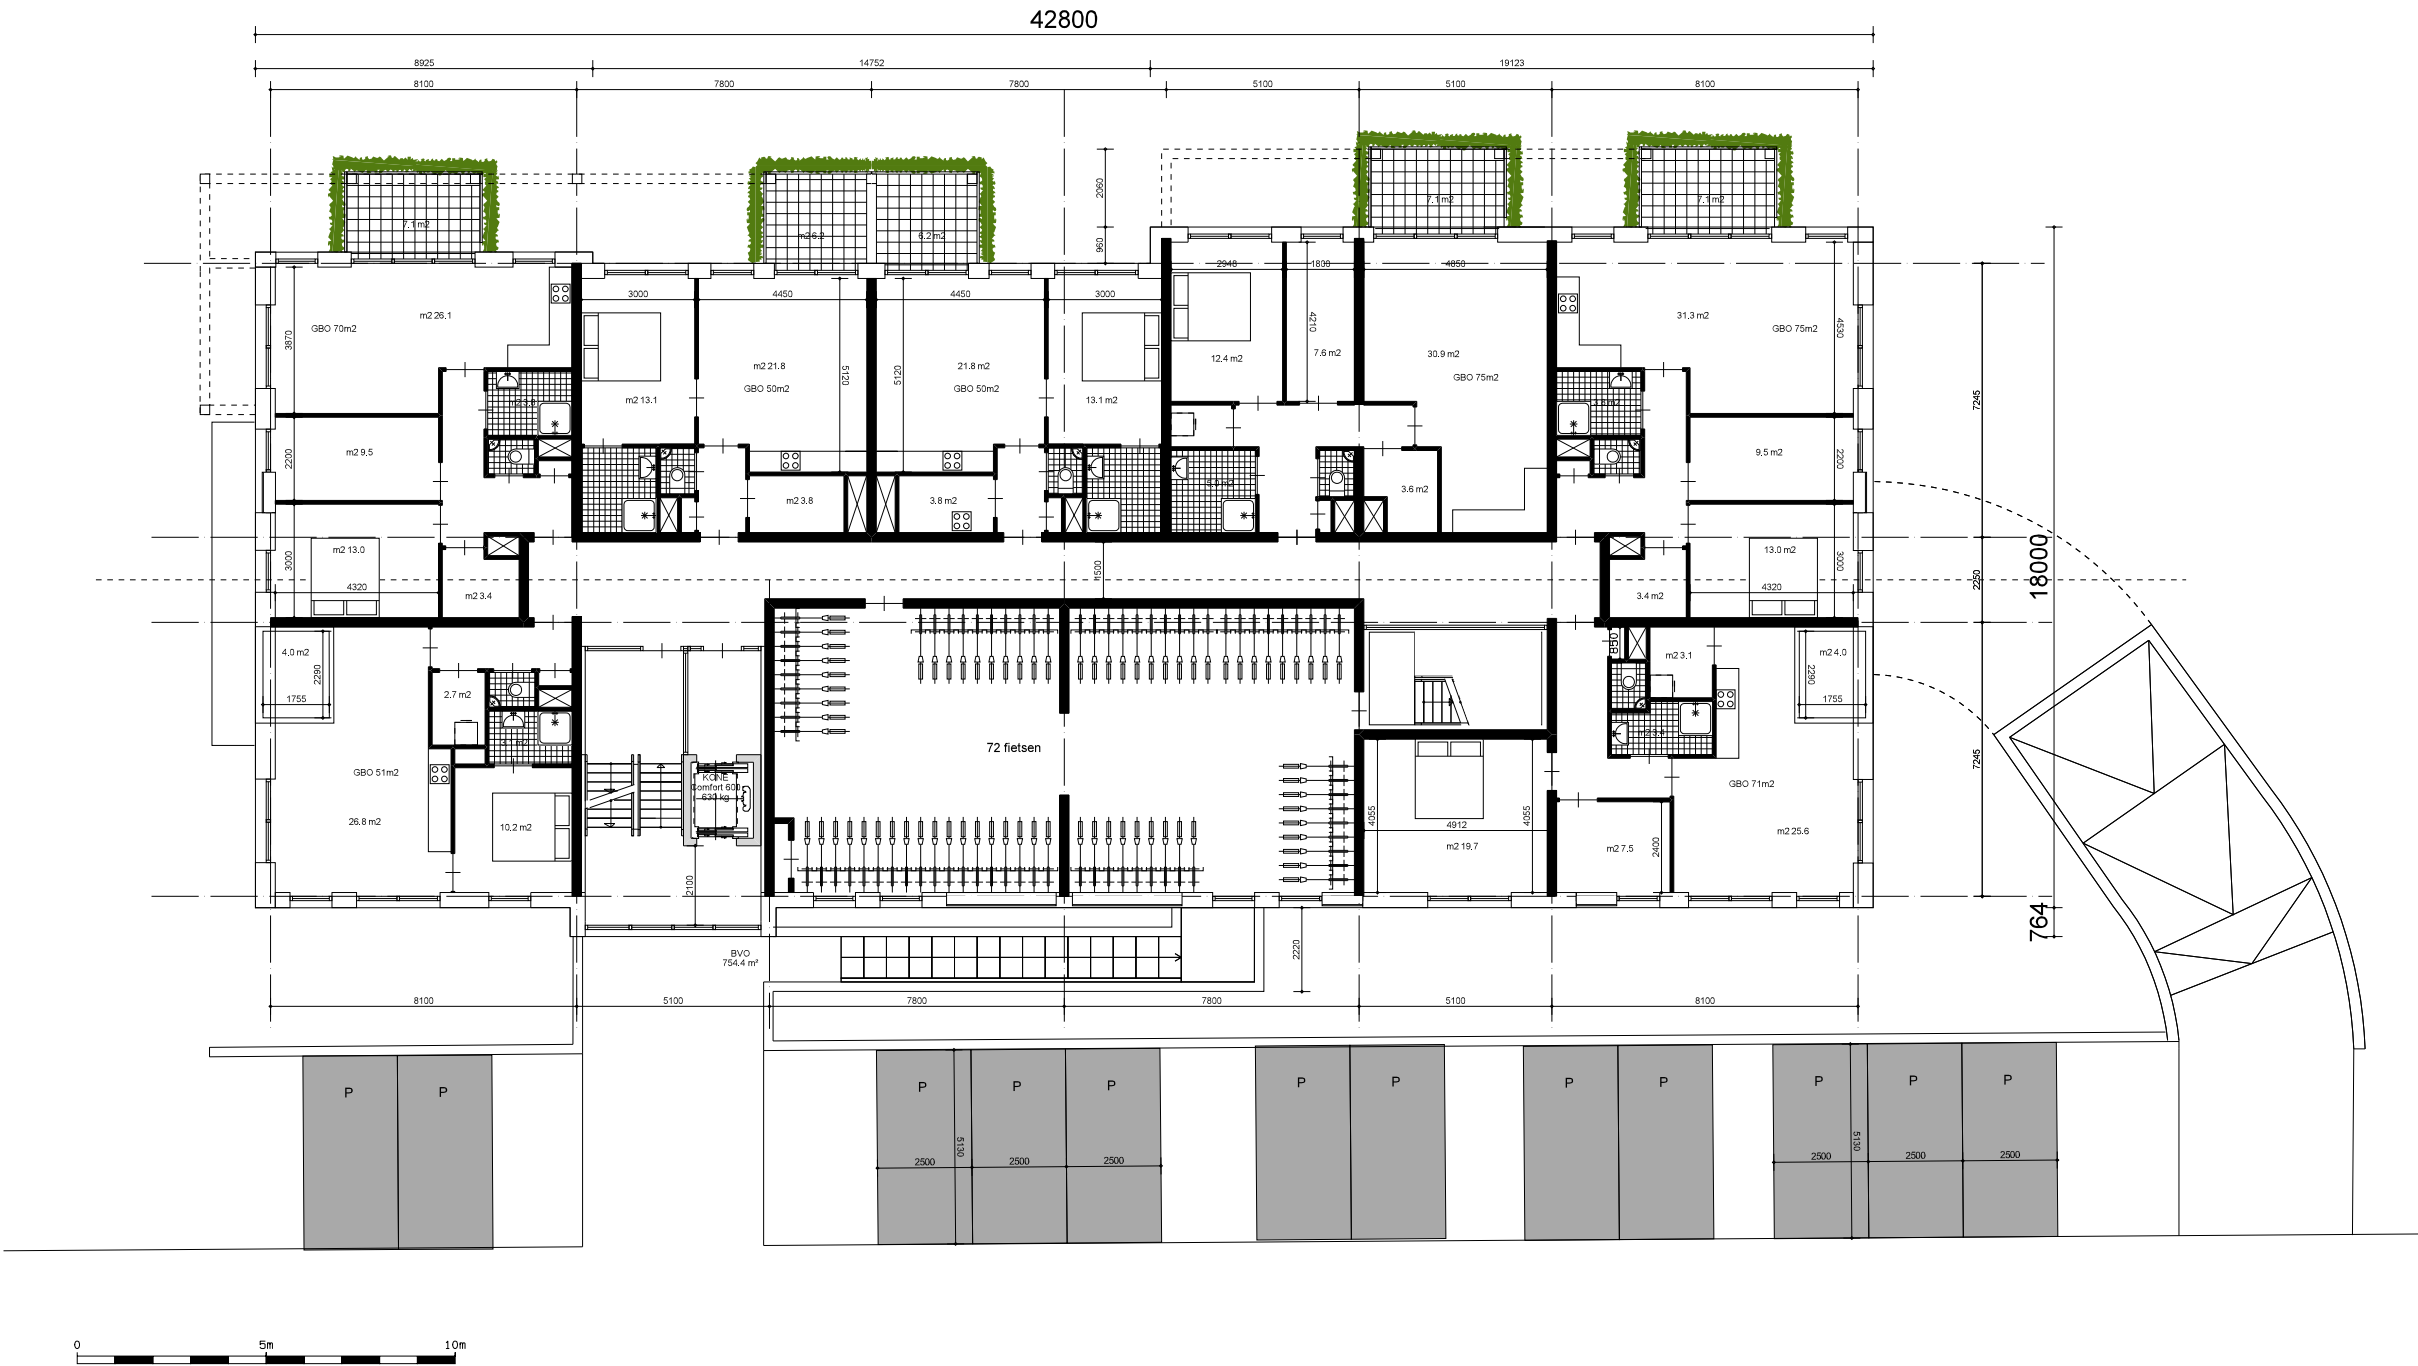 42800
8925 14752 19123
8100 7800 7800 5100 5100 8100
2060
960
7.1 m2
m2 6.2
6.2 m2
7.1 m2
7.1 m2
3000 4450 4450 3000 2948 1808 4850
m2 26.1
GBO 70m2
3870
m2 21.8
GBO 50m2
5120
5120
21.8 m2
GBO 50m2
m2 13.1
13.1 m2
12.4 m2
4210
7.6 m2
30.9 m2
GBO 75m2
31.3 m2
GBO 75m2
4530
m2 9.5
2200
m2 3.8
3.8 m2
3.6 m2
9.5 m2
2200
m2 13.0
3000
4320
m2 3.4
1500
13.0 m2
3000
4320
3.4 m2
7245
2250
7245
18000
764
4.0 m2
2290
1755
2.7 m2
GBO 51m2
26.8 m2
10.2 m2
KONE
Comfort 600
630 kg
2100
72 fietsen
4055
4912
4055
m2 19.7
850
m2 3.1
m2 3.4
m2 4.0
2290
1755
GBO 71m2
m2 25.6
m2 7.5
2400
BVO
754.4 m²
2220
8100 5100 7800 7800 5100 8100
P P P P P P P P P P P P
5130
2500 2500 2500
5130
2500 2500 2500
0 5m 10m